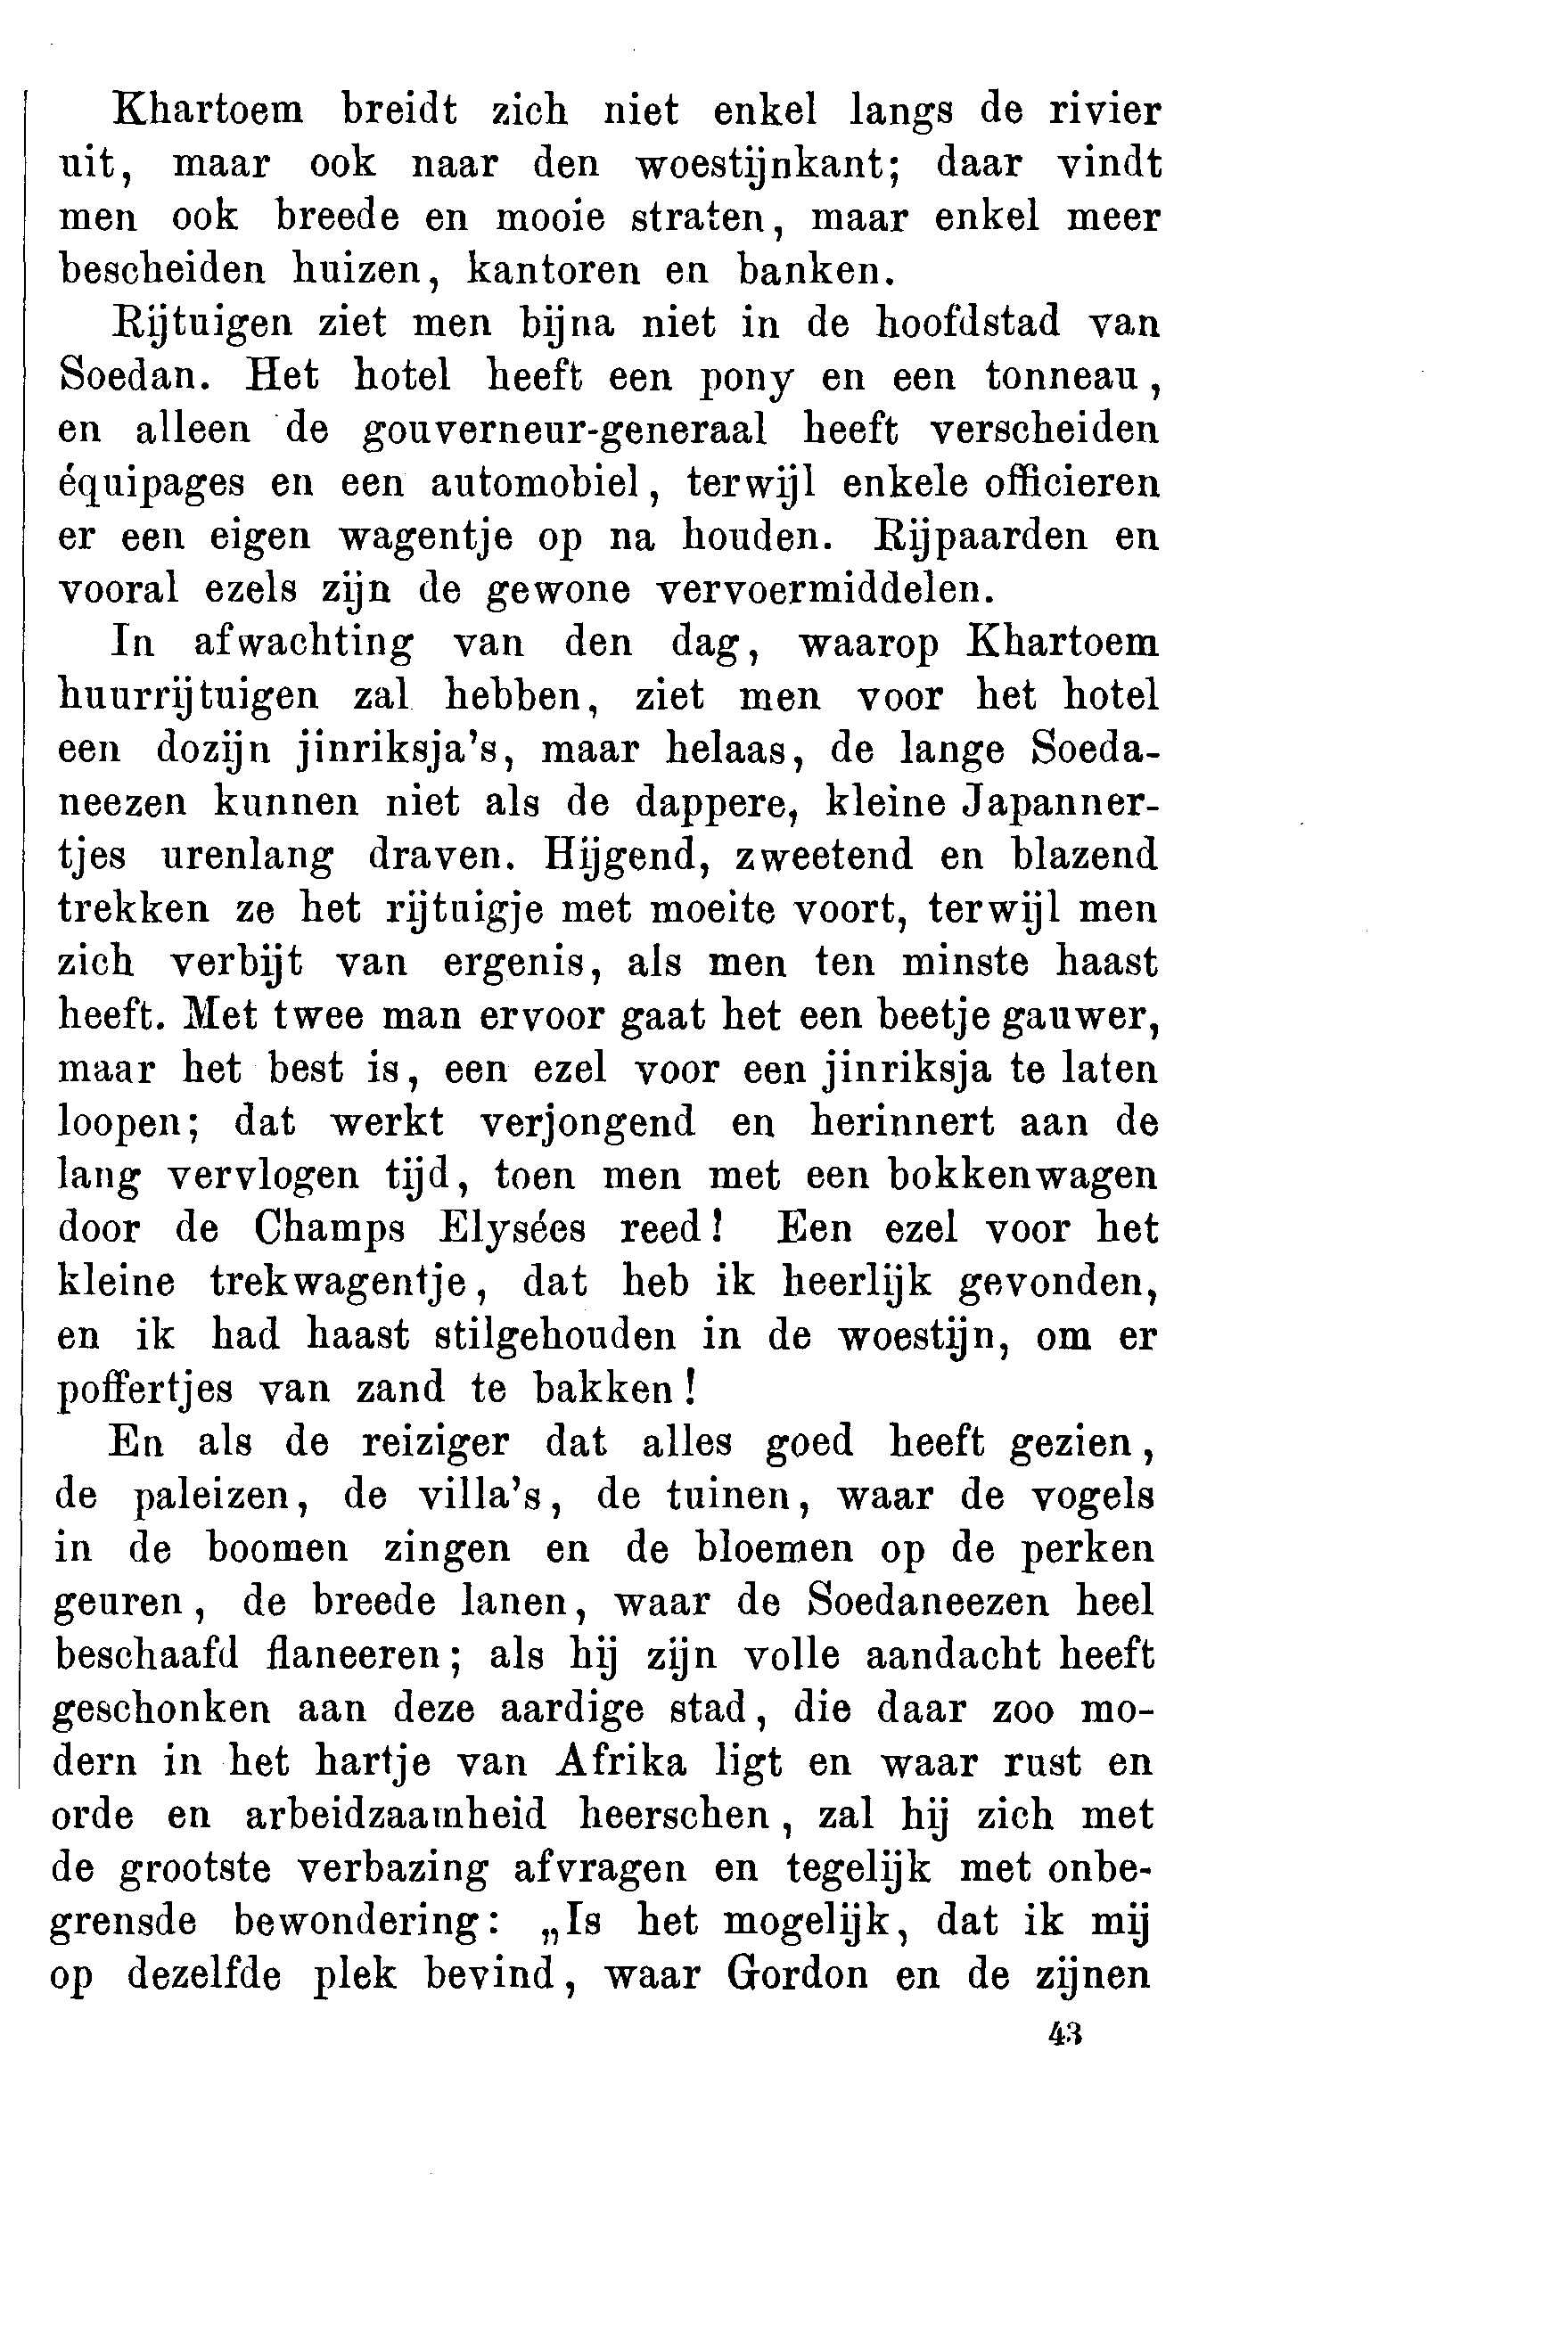 Khartoem breidt zich niet enkel langs de rivier
uit, maar ook naar den woestijnkant; daar vindt
men ook breede en mooie straten, maar enkel meer
bescheiden huizen, kantoren en banken.
Rijtuigen ziet men bijna niet in de hoofdstad van
Soedan. Het hotel heeft een pony en een tonneau,
en alleen de gouverneur-generaal heeft verscheiden
équipages en een automobiel, terwijl enkele officieren
er een eigen wagentje op na houden. Rijpaarden en
vooral ezels zijn de gewone vervoermiddelen.
In afwachting van den dag, waarop Khartoem
huurrijtuigen zal hebben, ziet men voor het hotel
een dozijn jinriksja's, maar helaas, de lange Soeda-
neezen kunnen niet als de dappere, kleine Japanner-
tjes urenlang draven. Hijgend, zweetend en blazend
trekken ze het rijtuigje met moeite voort, terwijl men
zich verbijt van ergenis, als men ten minste haast
heeft. Met twee man ervoor gaat het een beetje gauwer,
maar het best is, een ezel voor een jinriksja te laten
loopen; dat werkt verjongend en herinnert aan de
lang vervlogen tijd, toen men met een bokkenwagen
door de Champs Elysées reed! Een ezel voor het
kleine trekwagentje, dat heb ik heerlijk gevonden,
en ik had haast stilgehouden in de woestijn, om er
poffertjes van zand te bakken!
En als de reiziger dat alles goed heeft gezien,
de paleizen, de villa's, de tuinen, waar de vogels
in de boomen zingen en de bloemen op de perken
geuren, de breede lanen, waar de Soedaneezen heel
beschaafd flaneeren; als hij zijn volle aandacht heeft
geschonken aan deze aardige stad, die daar zoo mo-
dern in het hartje van Afrika ligt en waar rust en
orde en arbeidzaamheid heerschen, zal hij zich met
de grootste verbazing afvragen en tegelijk met onbe-
grensde bewondering: „Is het mogelijk, dat ik mij
op dezelfde plek bevind, waar Gordon en de zijnen
43